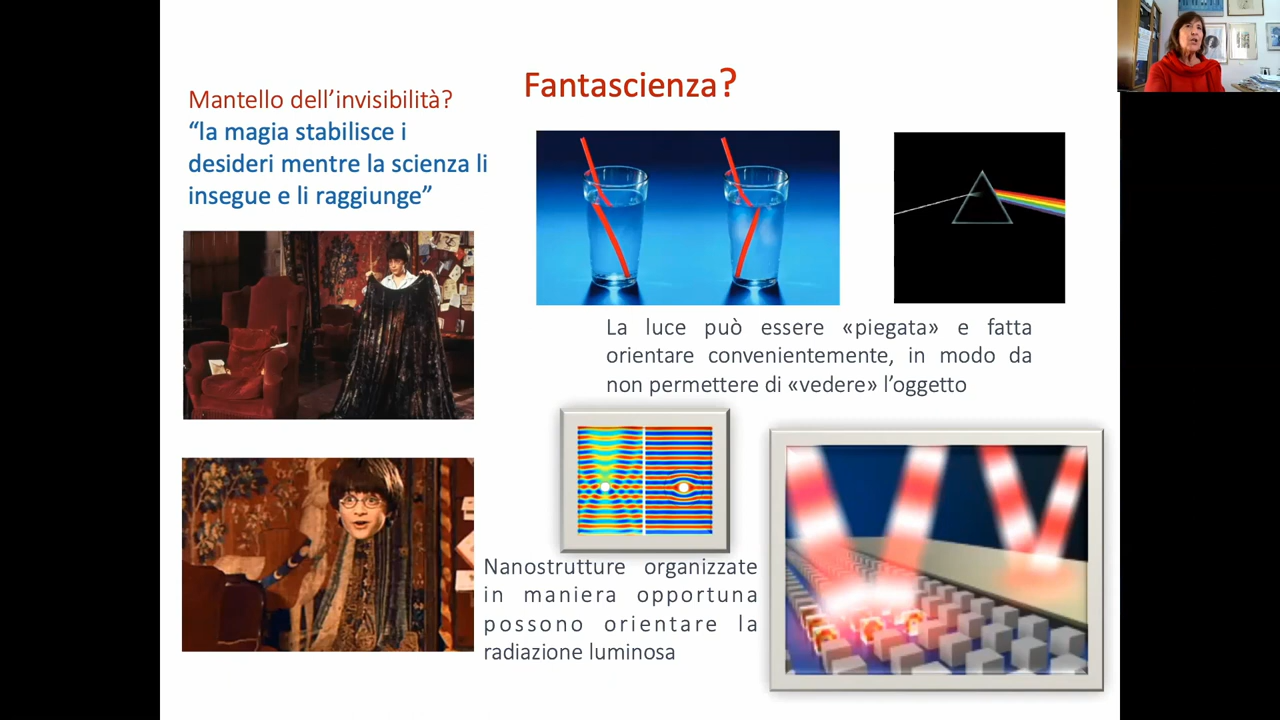 Fantascienza?
Mantello dell’invisibilità?
“la magia stabilisce i
desideri mentre la scienza li
insegue e li raggiunge”
La luce può essere «piegata» e fatta
orientare convenientemente, in modo da
non permettere di «vedere» l’oggetto
Nanostrutture organizzate
in maniera opportuna
possono orientare la
radiazione luminosa